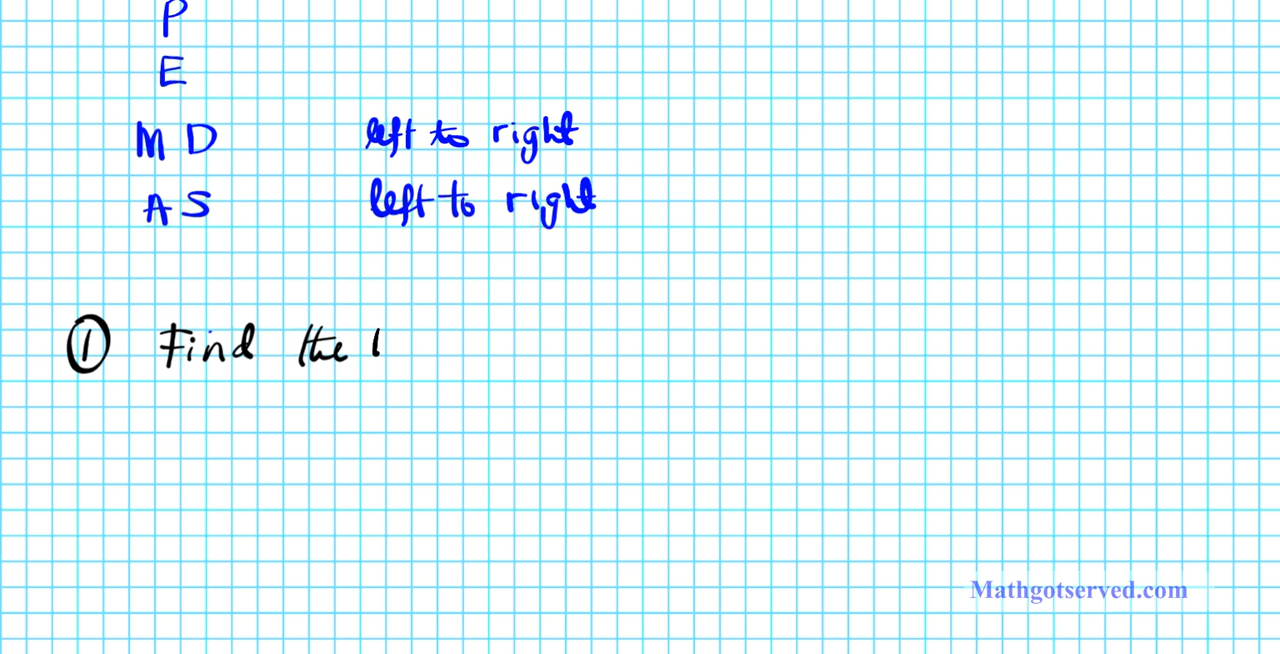 P
E
M D left to right
A S left to right
① Find the
Mathgotserved.com